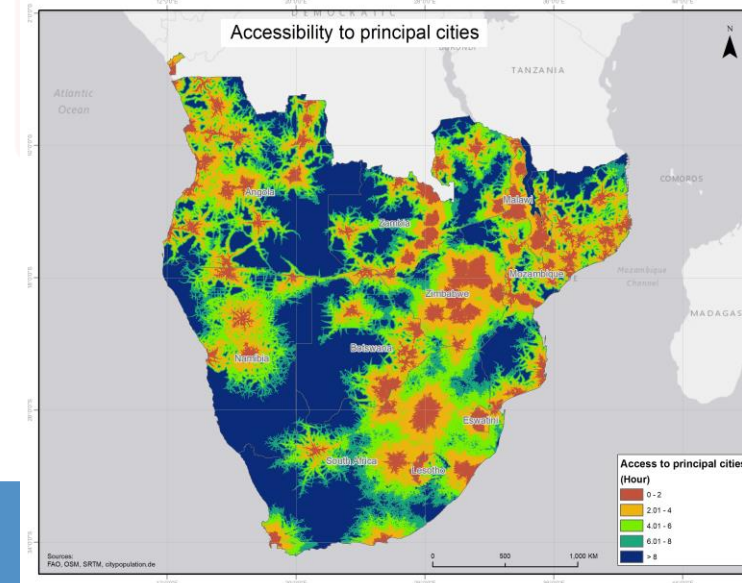 DEMOCRATIC
Accessibility to principal cities
BURUNDI
N
Atlantic
Ocean
TANZANIA
COMOROS
Angola
Malawi
Zambia
Mozambique
Mozambique
Channel
Zimbabwe
MADAGAS
Botswana
Namibia
Eswatini
South Africa
Lesotho
Access to principal cities
(Hour)
0 - 2
2.01 - 4
4.01 - 6
6.01 - 8
> 8
Sources:
FAO, OSM, SRTM, citypopulation.de
0 500 1,000 KM